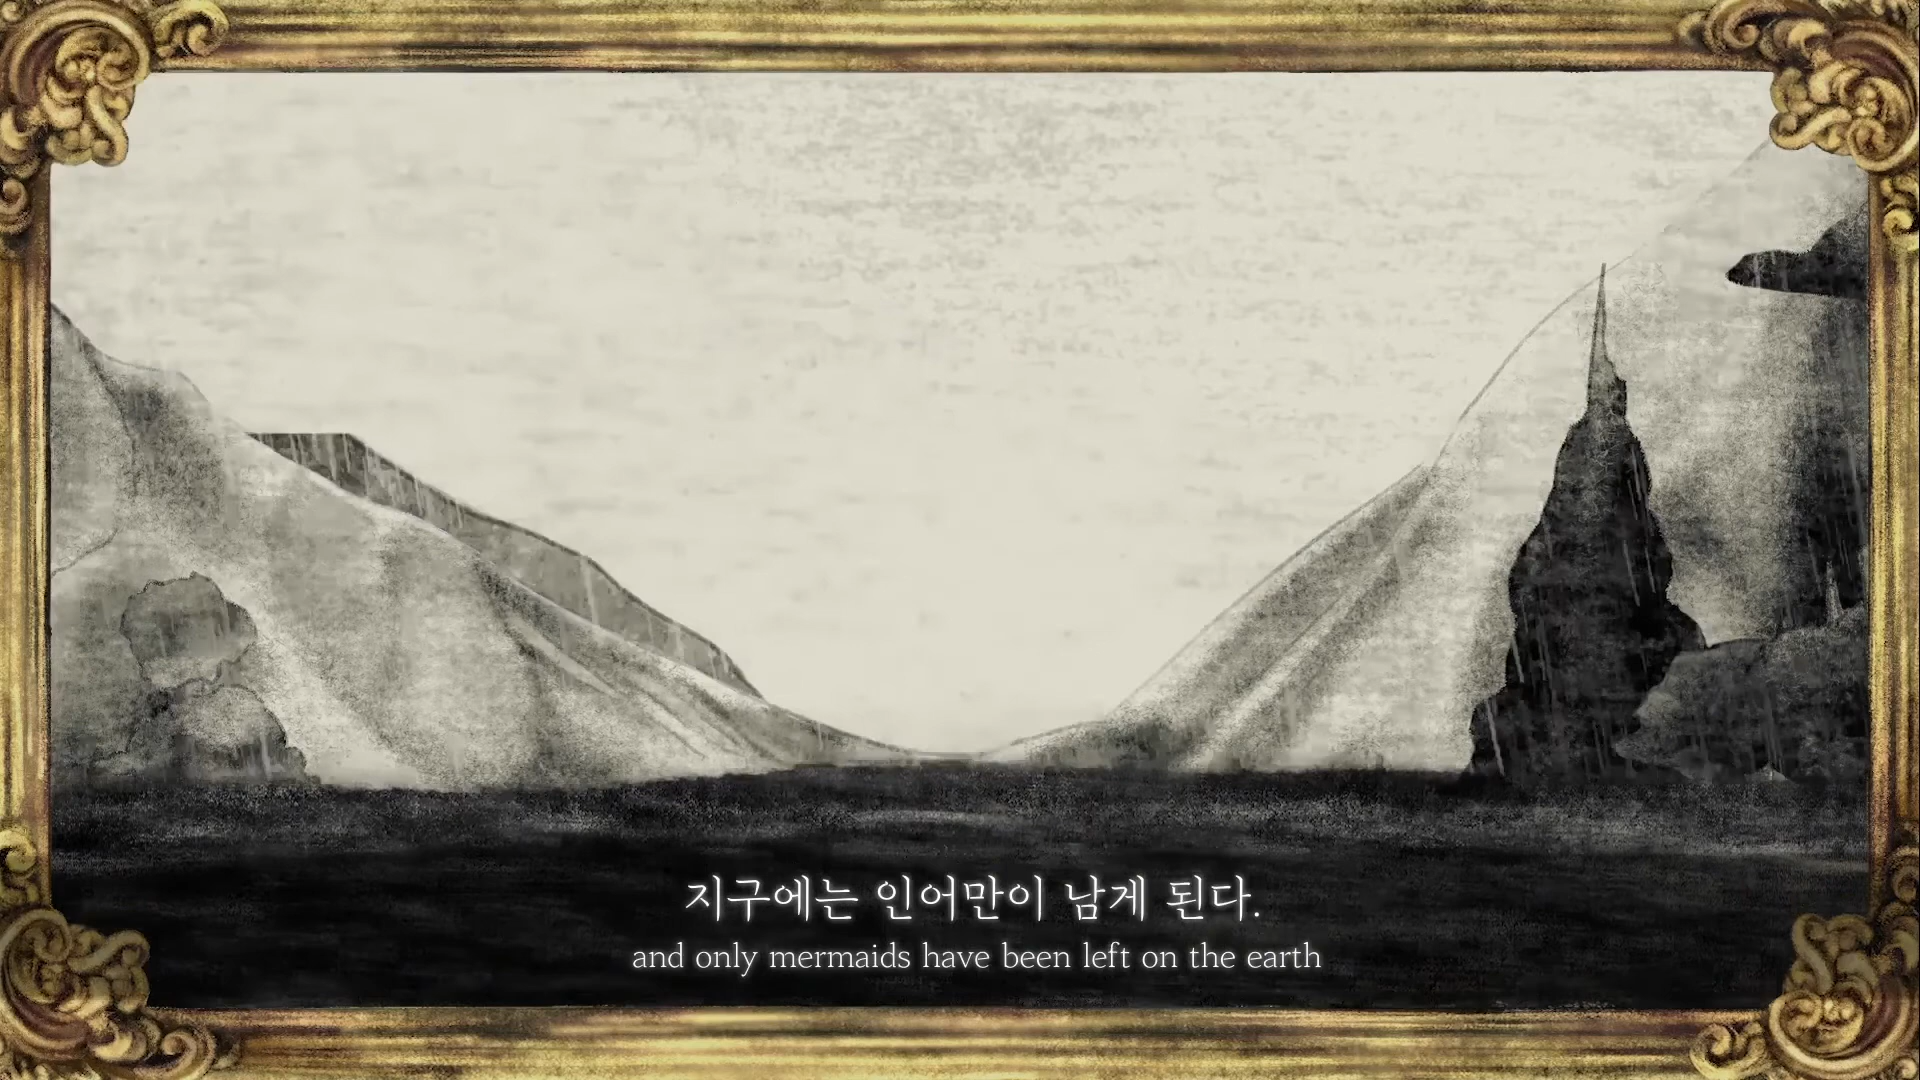 지구에는 인어만이 남게 된다.
and only mermaids have been left on the earth